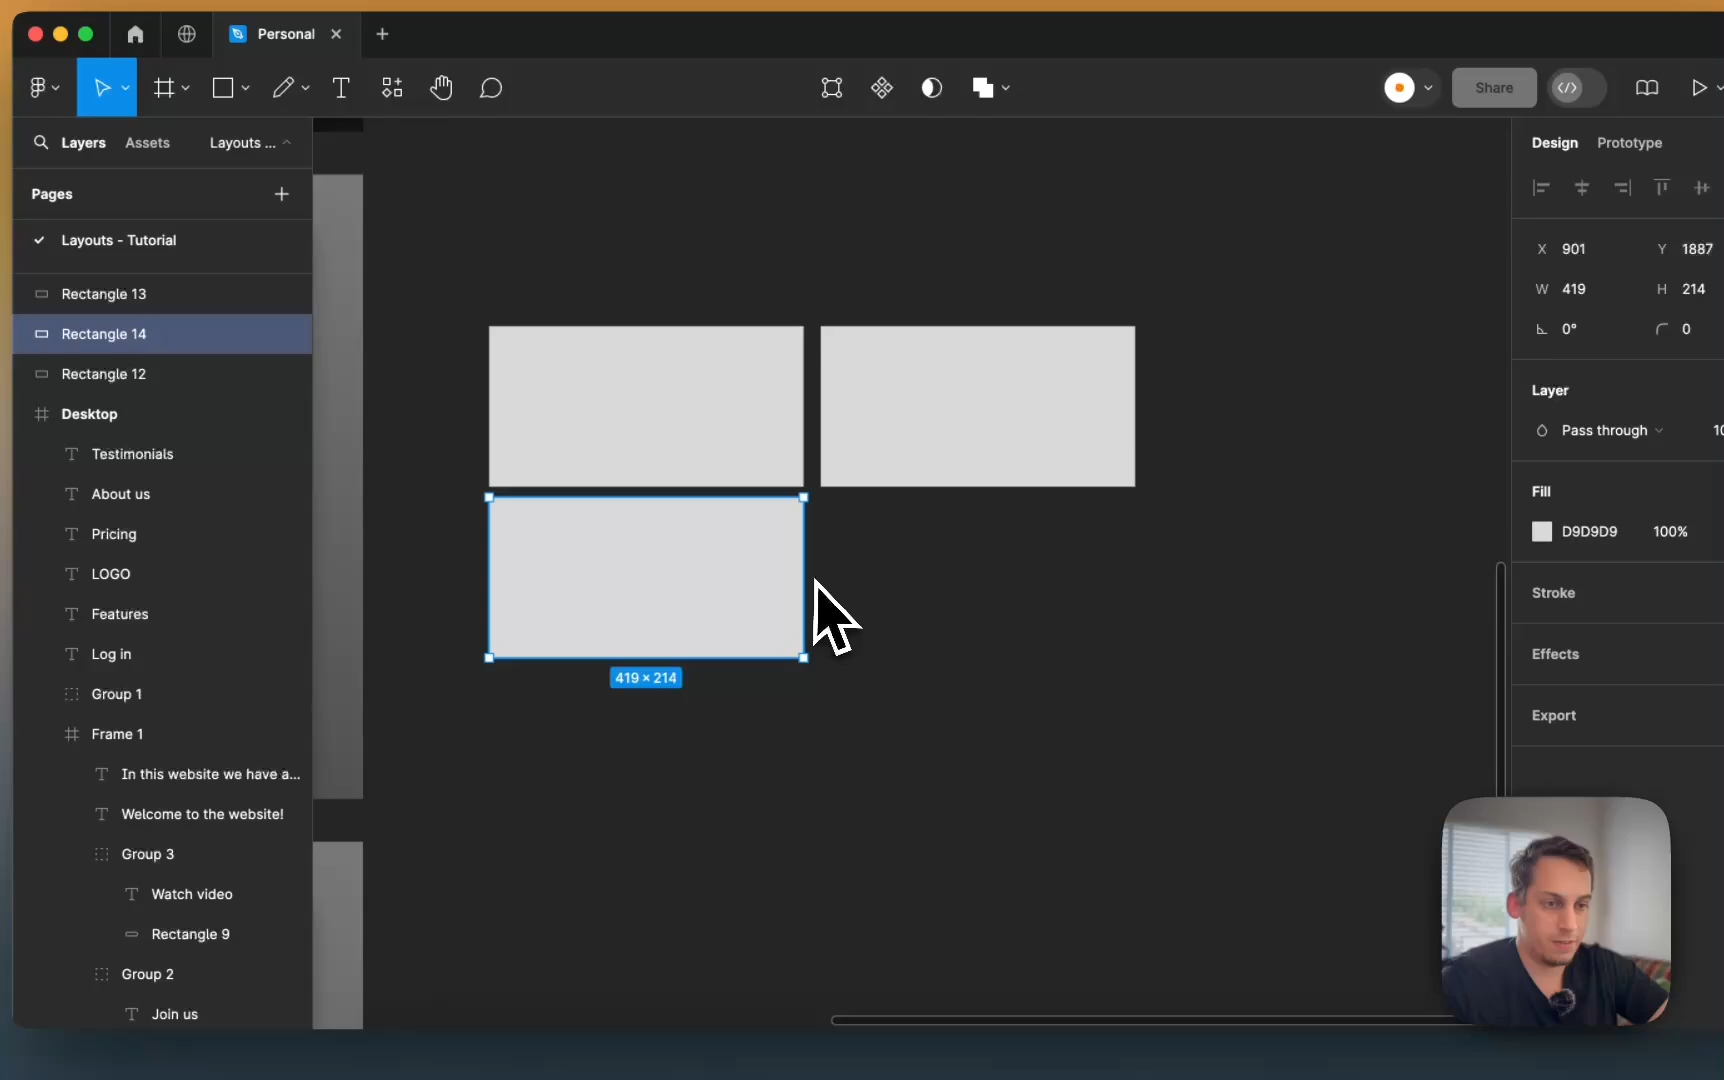 Personal
Share
Layers
Assets
Layouts ...
Design
Prototype
Pages
Layouts - Tutorial
X 901
Y 1887
Rectangle 13
W 419
H 214
Rectangle 14
0°
0
Rectangle 12
Layer
Desktop
Pass through
10
Testimonials
About us
Fill
Pricing
D9D9D9
100%
LOGO
Stroke
Features
Log in
Effects
419 × 214
Group 1
Export
Frame 1
In this website we have a...
Welcome to the website!
Group 3
Watch video
Rectangle 9
Group 2
Join us